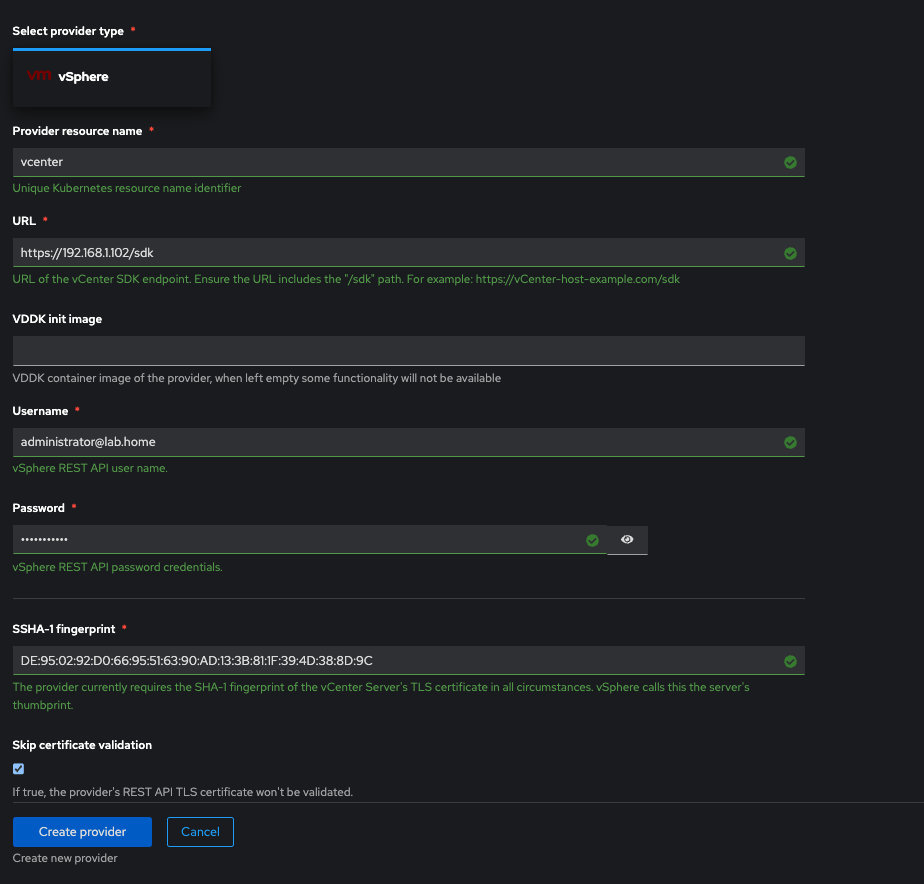 Select provider type *
vm vSphere
Provider resource name *
vcenter
Unique Kubernetes resource name identifier
URL *
https://192.168.1.102/sdk
URL of the vCenter SDK endpoint. Ensure the URL includes the "/sdk" path. For example: https://vCenter-host-example.com/sdk
VDDK init image
VDDK container image of the provider, when left empty some functionality will not be available
Username *
administrator@lab.home
vSphere REST API user name.
Password *
•••••••••••
vSphere REST API password credentials.
SSHA-1 fingerprint *
DE:95:02:92:D0:66:95:51:63:90:AD:13:3B:81:1F:39:4D:38:8D:9C
The provider currently requires the SHA-1 fingerprint of the vCenter Server's TLS certificate in all circumstances. vSphere calls this the server's
thumbprint.
Skip certificate validation
If true, the provider's REST API TLS certificate won't be validated.
Create provider Cancel
Create new provider